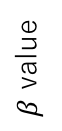 β value